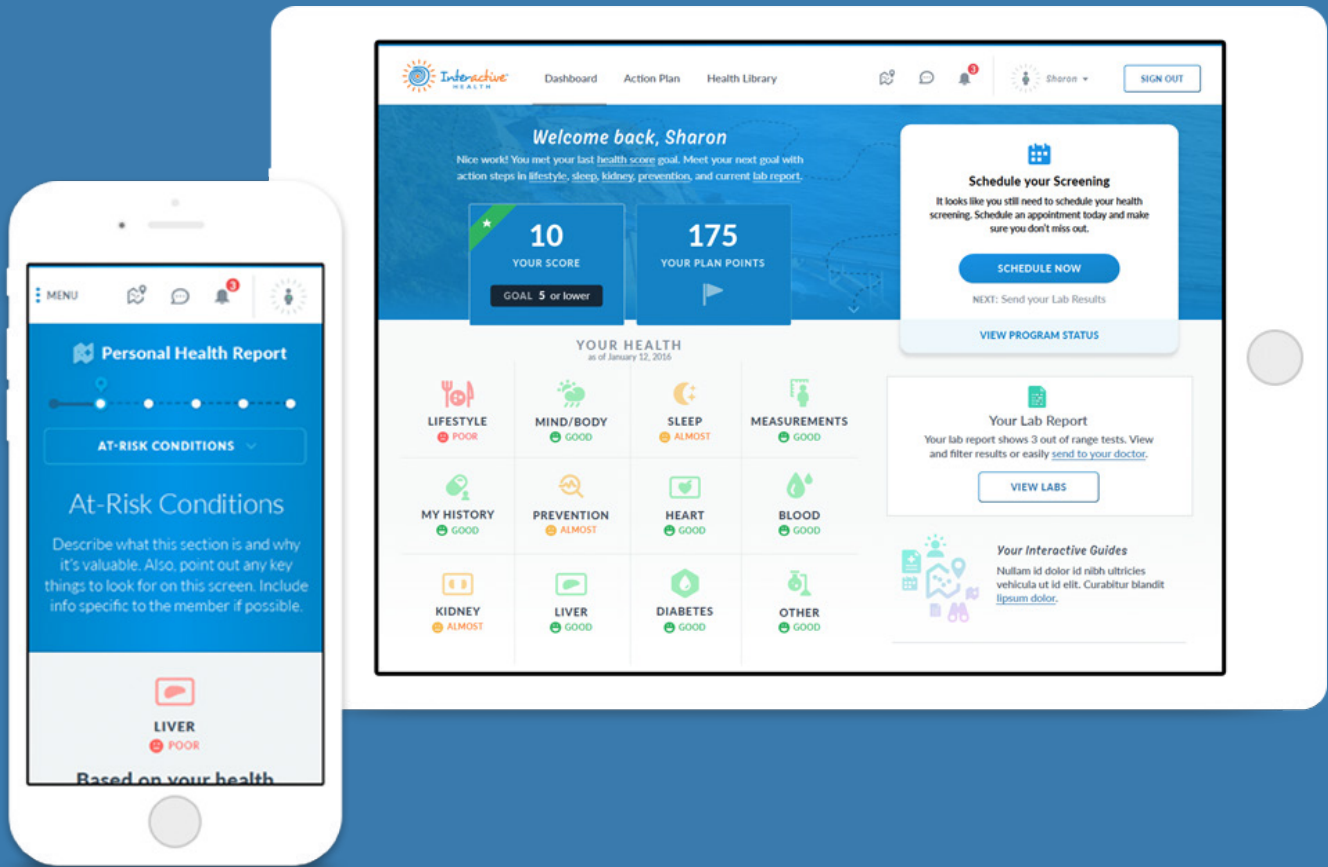 Interactive
HEALTH
Dashboard
Action Plan
Health Library
3
Sharon
SIGN OUT
Welcome back, Sharon
Nice work! You met your last health score goal. Meet your next goal with
action steps in lifestyle, sleep, kidney, prevention, and current lab report.
10
YOUR SCORE
GOAL 5 or lower
175
YOUR PLAN POINTS
Schedule your Screening
It looks like you still need to schedule your health
screening. Schedule an appointment today and make
sure you don't miss out.
SCHEDULE NOW
NEXT: Send your Lab Results
VIEW PROGRAM STATUS
YOUR HEALTH
as of January 12, 2016
LIFESTYLE
POOR
MIND/BODY
GOOD
SLEEP
ALMOST
MEASUREMENTS
GOOD
MY HISTORY
GOOD
PREVENTION
ALMOST
HEART
GOOD
BLOOD
GOOD
KIDNEY
ALMOST
LIVER
GOOD
DIABETES
GOOD
OTHER
GOOD
Your Lab Report
Your lab report shows 3 out of range tests. View
and filter results or easily send to your doctor.
VIEW LABS
Your Interactive Guides
Nullam id dolor id nibh ultricies
vehicula ut id elit. Curabitur blandit
lipsum dolor.
MENU
3
Personal Health Report
AT-RISK CONDITIONS
At-Risk Conditions
Describe what this section is and why
it's valuable. Also, point out any key
things to look for on this screen. Include
info specific to the member if possible.
LIVER
POOR
Based on your health